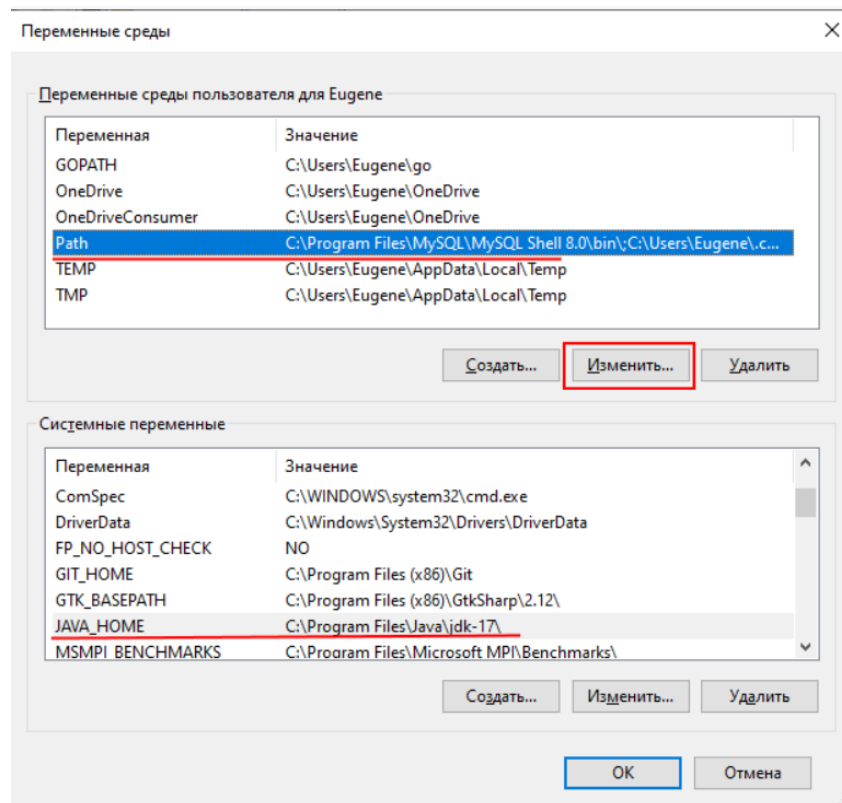 Переменные среды
Переменные среды пользователя для Eugene
Переменная Значение
GOPATH C:\Users\Eugene\go
OneDrive C:\Users\Eugene\OneDrive
OneDriveConsumer C:\Users\Eugene\OneDrive
Path C:\Program Files\MySQL\MySQL Shell 8.0\bin\;C:\Users\Eugene\.c...
TEMP C:\Users\Eugene\AppData\Local\Temp
TMP C:\Users\Eugene\AppData\Local\Temp
Создать... Изменить... Удалить
Системные переменные
Переменная Значение
ComSpec C:\WINDOWS\system32\cmd.exe
DriverData C:\Windows\System32\Drivers\DriverData
FP_NO_HOST_CHECK NO
GIT_HOME C:\Program Files (x86)\Git
GTK_BASEPATH C:\Program Files (x86)\GtkSharp\2.12\
JAVA_HOME C:\Program Files\Java\jdk-17\
MSMPI_BENCHMARKS C:\Program Files\Microsoft MPI\Benchmarks\
Создать... Изменить... Удалить
ОК Отмена